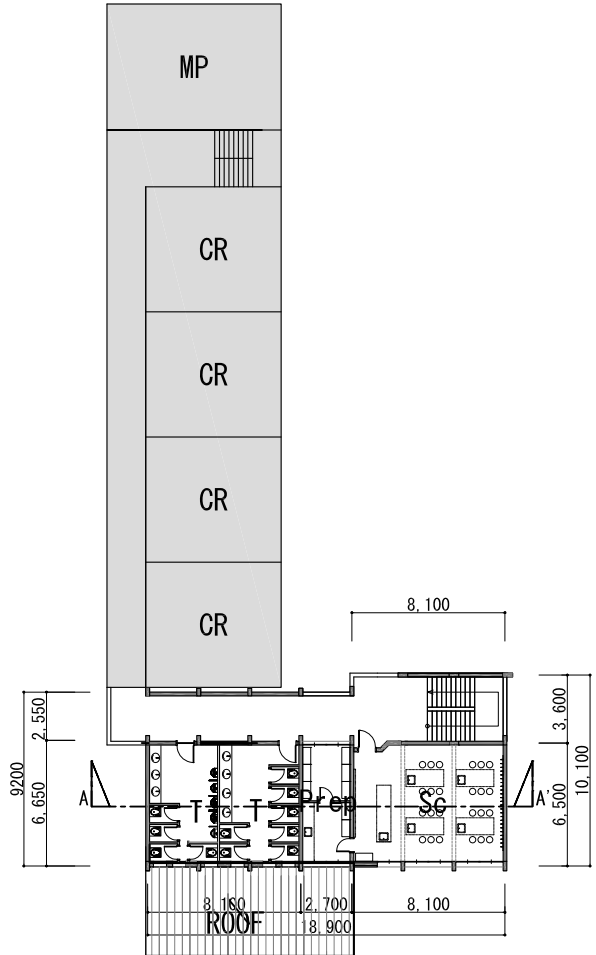 MP
CR
CR
CR
CR
8,100
2,550
9200
6,650
3,600
10,100
6,500
A
T
T
Prep
Sc
A'
8,100
2,700
8,100
ROOF
18,900